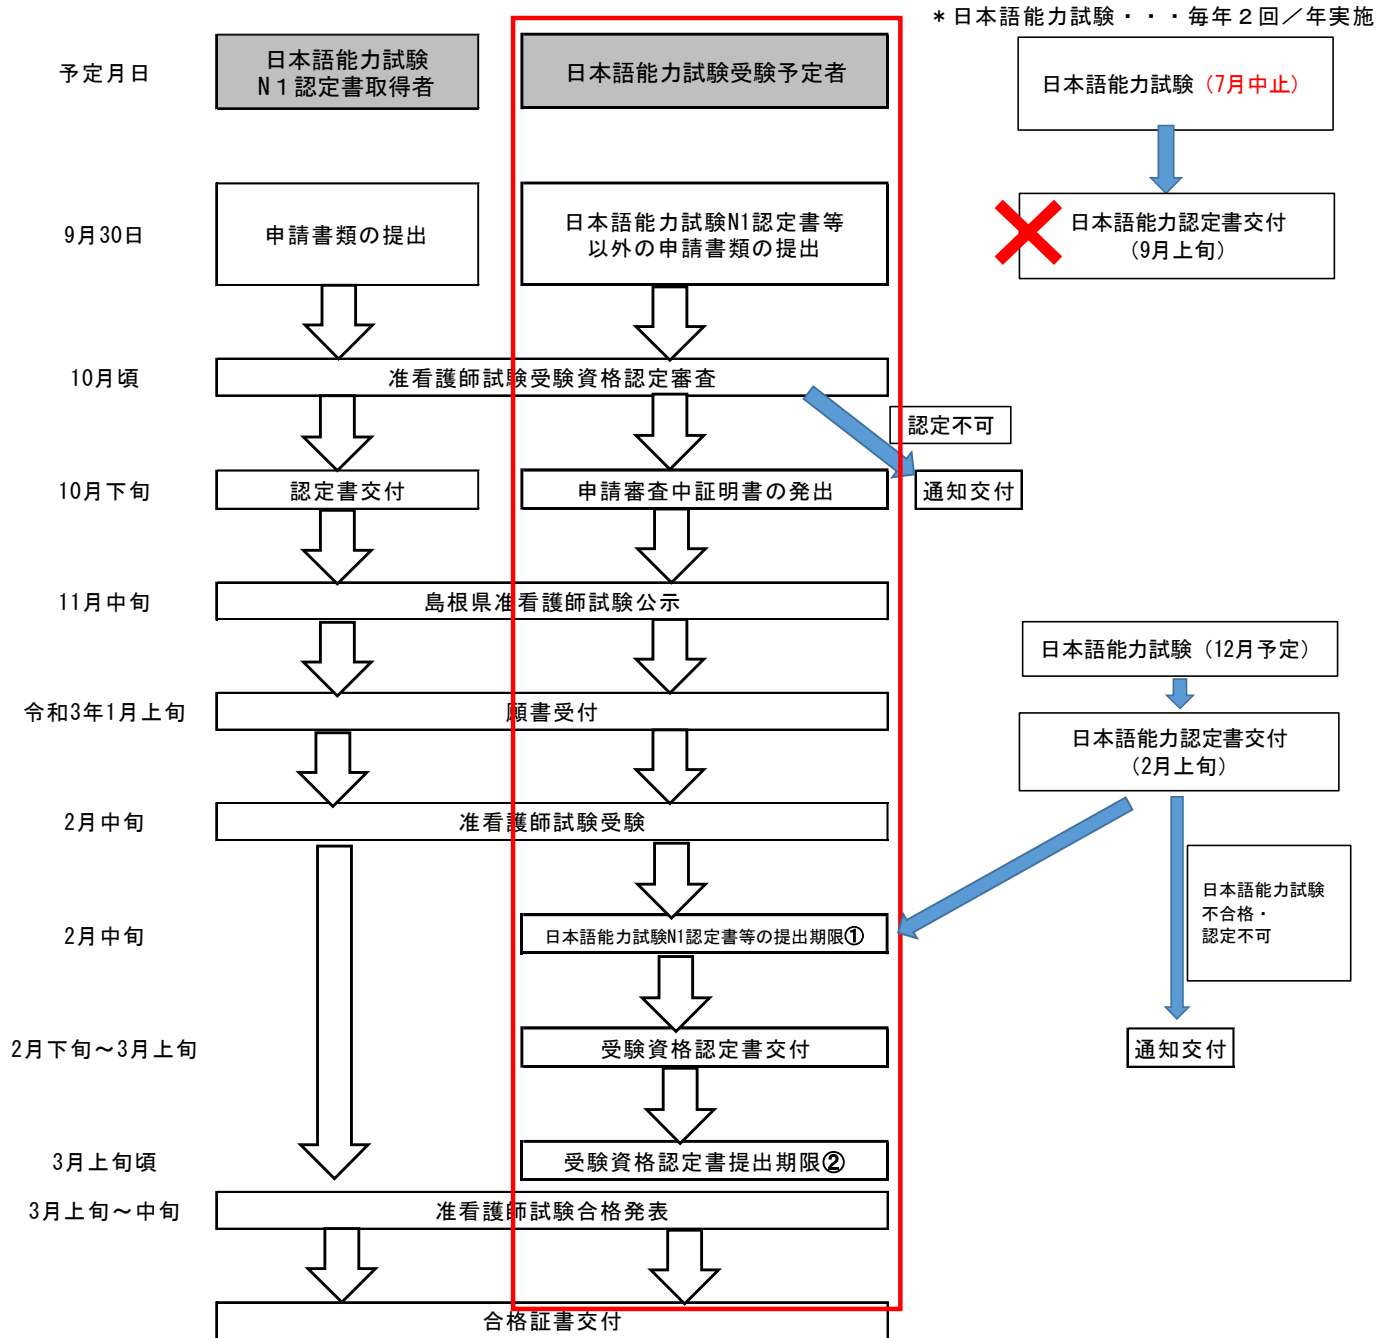 ＊日本語能力試験・・・毎年２回／年実施
予定月日
日本語能力試験
N１認定書取得者
日本語能力試験受験予定者
日本語能力試験（7月中止）
9月30日
申請書類の提出
日本語能力試験N1認定書等
以外の申請書類の提出
日本語能力認定書交付
（9月上旬）
10月頃
准看護師試験受験資格認定審査
認定不可
10月下旬
認定書交付
申請審査中証明書の発出
通知交付
11月中旬
島根県准看護師試験公示
日本語能力試験（12月予定）
令和3年1月上旬
願書受付
日本語能力認定書交付
（2月上旬）
2月中旬
准看護師試験受験
日本語能力試験
不合格・
認定不可
2月中旬
日本語能力試験N1認定書等の提出期限①
2月下旬～3月上旬
受験資格認定書交付
通知交付
3月上旬頃
受験資格認定書提出期限②
3月上旬～中旬
准看護師試験合格発表
合格証書交付